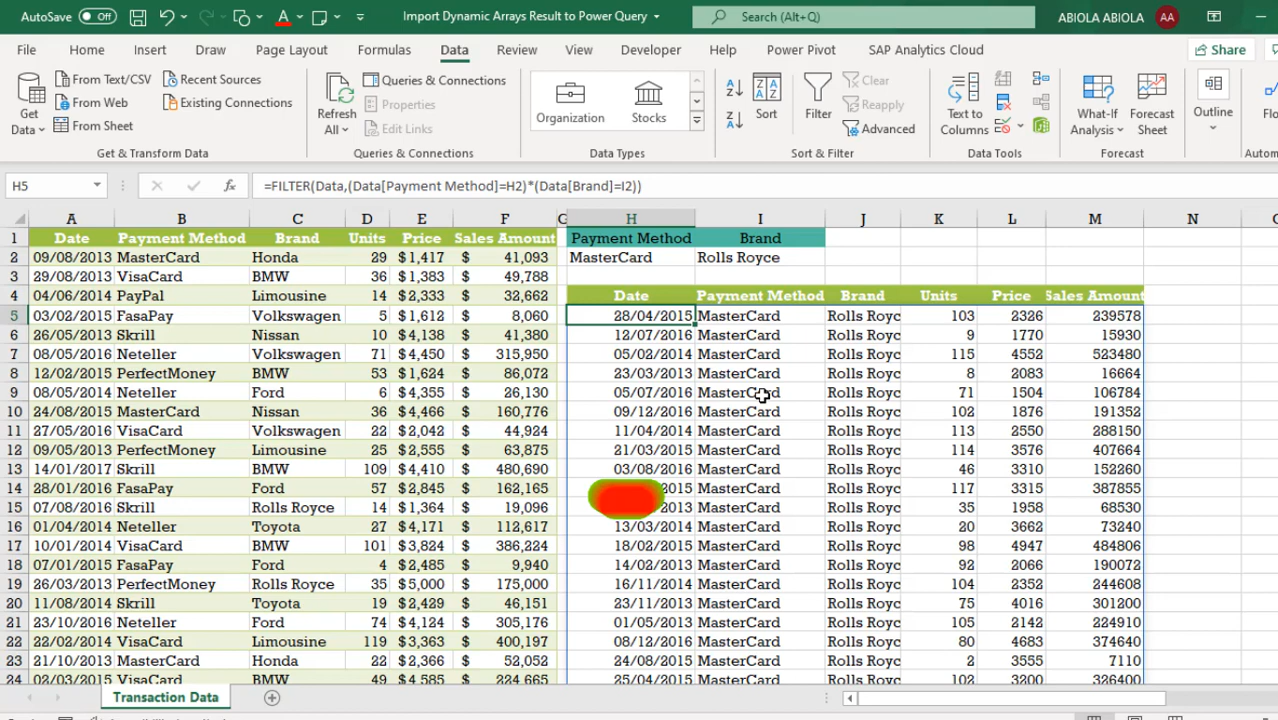 AutoSave Off Import Dynamic Arrays Result to Power Query Search (Alt+Q) ABIOLA ABIOLA AA
File Home Insert Draw Page Layout Formulas Data Review View Developer Help Power Pivot SAP Analytics Cloud Share
Get Data
From Text/CSV
From Web
From Sheet
Recent Sources
Existing Connections
Get & Transform Data
Refresh All
Queries & Connections
Properties
Edit Links
Queries & Connections
Organization
Stocks
Data Types
Sort
Filter
Clear
Reapply
Advanced
Sort & Filter
Text to Columns
Data Tools
What-If Analysis
Forecast Sheet
Forecast
Outline
H5 =FILTER(Data,(Data[Payment Method]=H2)*(Data[Brand]=I2))
A B C D E F G H I J K L M N
1 Date Payment Method Brand Units Price Sales Amount Payment Method Brand
2 09/08/2013 MasterCard Honda 29 $1,417 $ 41,093 MasterCard Rolls Royce
3 29/08/2013 VisaCard BMW 36 $1,383 $ 49,788
4 04/06/2014 PayPal Limousine 14 $2,333 $ 32,662 Date Payment Method Brand Units Price Sales Amount
5 03/02/2015 FasaPay Volkswagen 5 $1,612 $ 8,060 28/04/2015 MasterCard Rolls Royc 103 2326 239578
6 26/05/2013 Skrill Nissan 10 $4,138 $ 41,380 12/07/2016 MasterCard Rolls Royc 9 1770 15930
7 08/05/2016 Neteller Volkswagen 71 $4,450 $ 315,950 05/02/2014 MasterCard Rolls Royc 115 4552 523480
8 12/02/2015 PerfectMoney BMW 53 $1,624 $ 86,072 23/03/2013 MasterCard Rolls Royc 8 2083 16664
9 08/05/2014 Neteller Ford 6 $4,355 $ 26,130 05/07/2016 MasterCard Rolls Royc 71 1504 106784
10 24/08/2015 MasterCard Nissan 36 $4,466 $ 160,776 09/12/2016 MasterCard Rolls Royc 102 1876 191352
11 27/05/2016 VisaCard Volkswagen 22 $2,042 $ 44,924 11/04/2014 MasterCard Rolls Royc 113 2550 288150
12 09/05/2013 PerfectMoney Limousine 25 $2,555 $ 63,875 21/03/2015 MasterCard Rolls Royc 114 3576 407664
13 14/01/2017 Skrill BMW 109 $4,410 $ 480,690 03/08/2016 MasterCard Rolls Royc 46 3310 152260
14 28/01/2016 FasaPay Ford 57 $2,845 $ 162,165 2015 MasterCard Rolls Royc 117 3315 387855
15 07/08/2016 Skrill Rolls Royce 14 $1,364 $ 19,096 2013 MasterCard Rolls Royc 35 1958 68530
16 01/04/2014 Neteller Toyota 27 $4,171 $ 112,617 13/03/2014 MasterCard Rolls Royc 20 3662 73240
17 10/01/2014 VisaCard BMW 101 $3,824 $ 386,224 18/02/2015 MasterCard Rolls Royc 98 4947 484806
18 07/01/2015 FasaPay Ford 4 $2,485 $ 9,940 14/02/2013 MasterCard Rolls Royc 92 2066 190072
19 26/03/2013 PerfectMoney Rolls Royce 35 $5,000 $ 175,000 16/11/2014 MasterCard Rolls Royc 104 2352 244608
20 11/08/2014 Skrill Toyota 19 $2,429 $ 46,151 23/11/2013 MasterCard Rolls Royc 75 4016 301200
21 23/10/2016 Neteller Ford 74 $4,124 $ 305,176 01/05/2013 MasterCard Rolls Royc 105 2142 224910
22 22/02/2014 VisaCard Limousine 119 $3,363 $ 400,197 08/12/2016 MasterCard Rolls Royc 80 4683 374640
23 21/10/2013 MasterCard Honda 22 $2,366 $ 52,052 24/08/2015 MasterCard Rolls Royc 2 3555 7110
24 02/03/2015 VisaCard BMW 49 $4,585 $ 224,665 25/04/2015 MasterCard Rolls Royc 102 3200 326400
Transaction Data